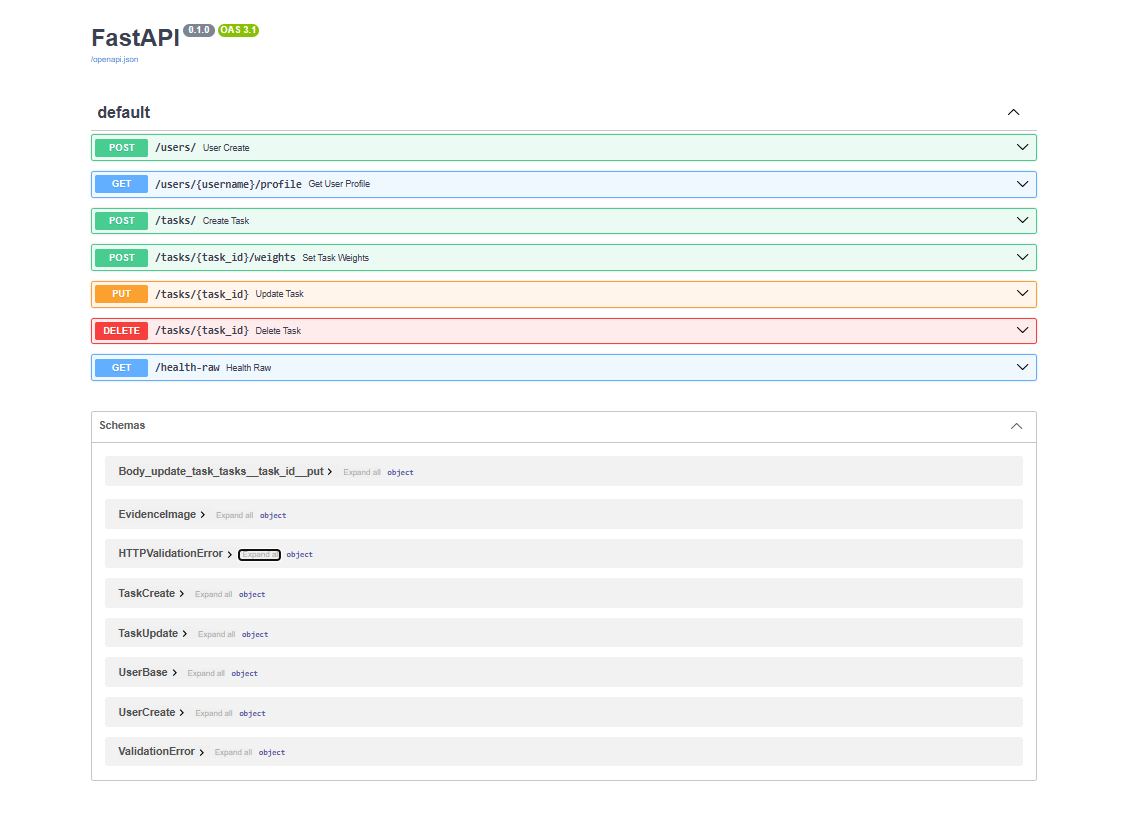 FastAPI 0.1.0 OAS 3.1
/openapi.json
default
POST /users/ User Create
GET /users/{username}/profile Get User Profile
POST /tasks/ Create Task
POST /tasks/{task_id}/weights Set Task Weights
PUT /tasks/{task_id} Update Task
DELETE /tasks/{task_id} Delete Task
GET /health-raw Health Raw
Schemas
Body_update_task_tasks__task_id__put Expand all object
EvidenceImage Expand all object
HTTPValidationError Expand all object
TaskCreate Expand all object
TaskUpdate Expand all object
UserBase Expand all object
UserCreate Expand all object
ValidationError Expand all object